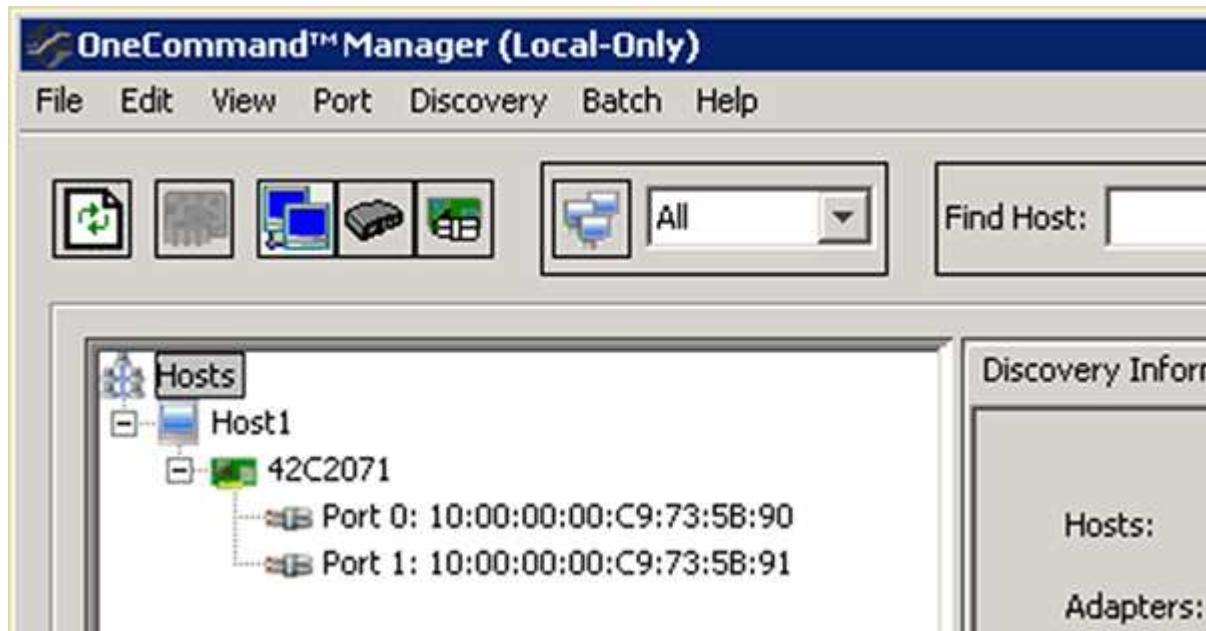 OneCommand™ Manager (Local-Only)
File Edit View Port Discovery Batch Help
All Find Host:
Hosts
Host1
42C2071
Port 0: 10:00:00:00:C9:73:5B:90
Port 1: 10:00:00:00:C9:73:5B:91
Discovery
Hosts:
Adapters: